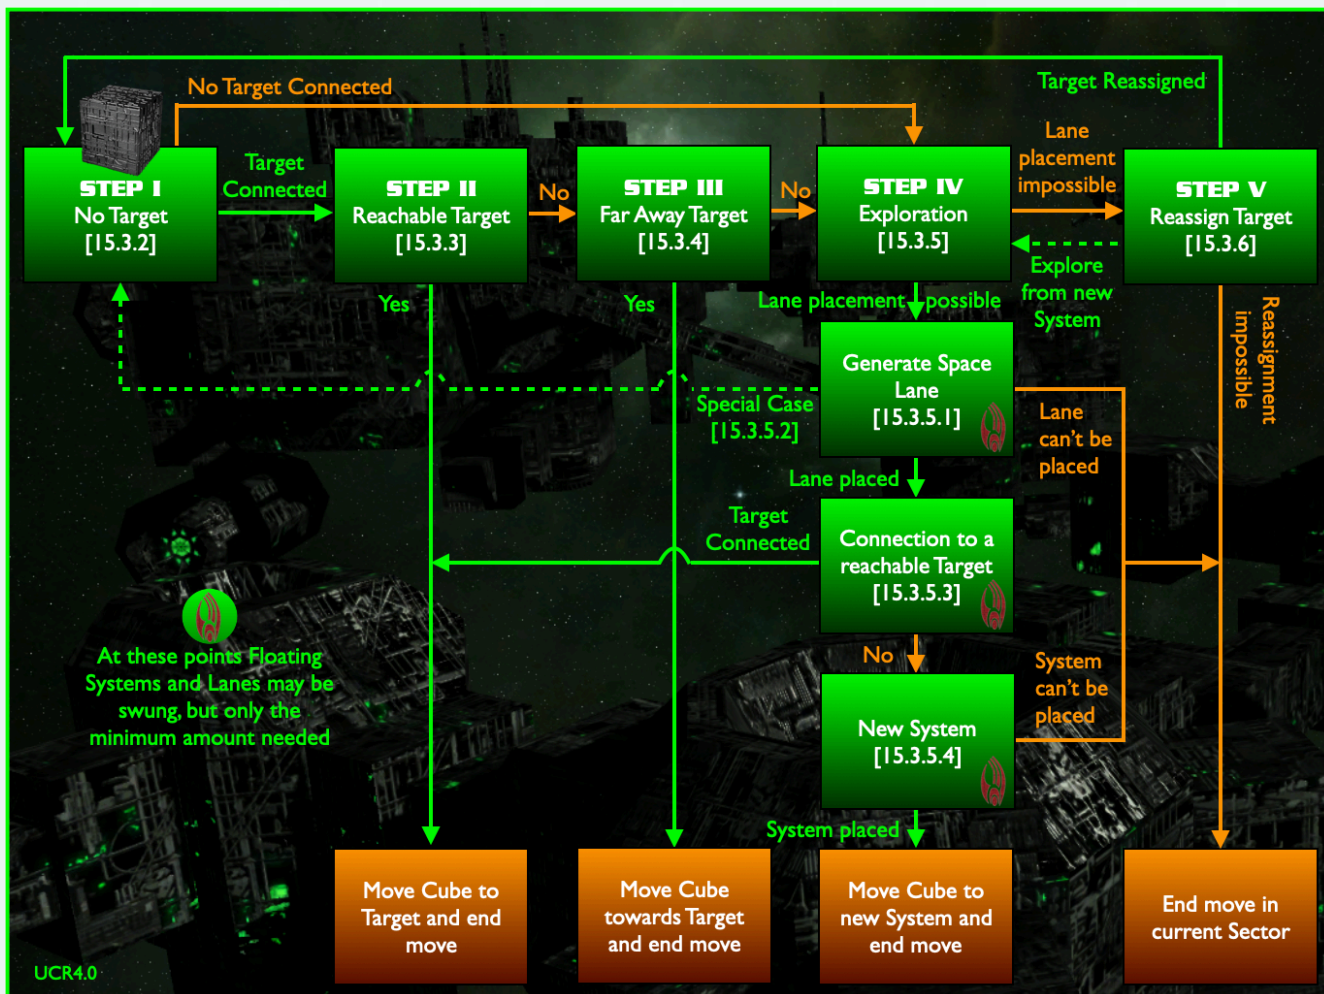 No Target Connected
Target Reassigned
STEP I
No Target
[15.3.2]
Target
Connected
STEP II
Reachable Target
[15.3.3]
No
STEP III
Far Away Target
[15.3.4]
No
STEP IV
Exploration
[15.3.5]
Lane
placement
impossible
STEP V
Reassign Target
[15.3.6]
Explore
from new
System
Yes
Yes
Lane placement possible
Reassignment
impossible
Generate Space
Lane
[15.3.5.1]
Special Case
[15.3.5.2]
Lane
can't be
placed
Lane placed
Target
Connected
Connection to a
reachable Target
[15.3.5.3]
At these points Floating
Systems and Lanes may be
swung, but only the
minimum amount needed
No
System
can't be
placed
New System
[15.3.5.4]
System placed
Move Cube to
Target and end
move
Move Cube
towards Target
and end move
Move Cube to
new System and
end move
End move in
current Sector
UCR4.0